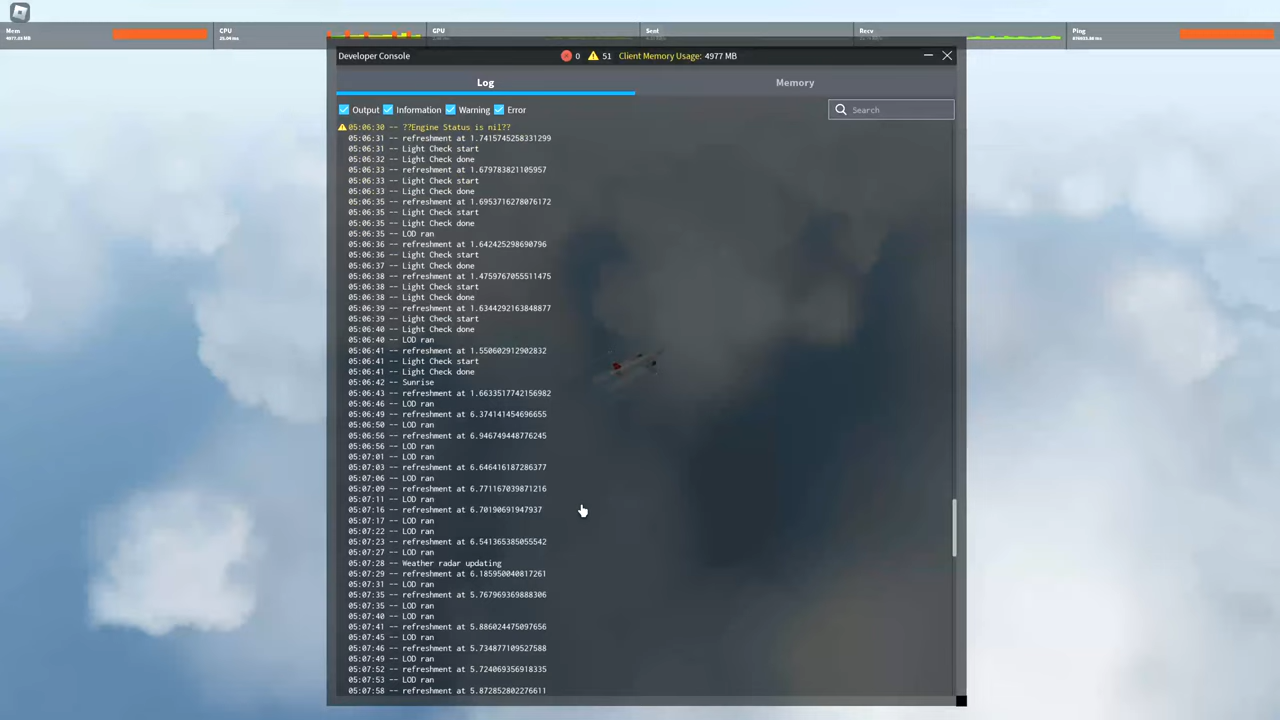 Mem
4977.03 MB
CPU
GPU
Sent
Recv
Ping
Developer Console
0
51
Client Memory Usage: 4977 MB
Log
Memory
Output
Information
Warning
Error
Search
05:06:30 -- ??Engine Status is nil??
05:06:31 -- refreshment at 1.7415745258331299
05:06:31 -- Light Check start
05:06:32 -- Light Check done
05:06:33 -- refreshment at 1.679783821105957
05:06:33 -- Light Check start
05:06:33 -- Light Check done
05:06:35 -- refreshment at 1.6953716278076172
05:06:35 -- Light Check start
05:06:35 -- Light Check done
05:06:35 -- LOD ran
05:06:36 -- refreshment at 1.642425298690796
05:06:36 -- Light Check start
05:06:37 -- Light Check done
05:06:38 -- refreshment at 1.4759767055511475
05:06:38 -- Light Check start
05:06:38 -- Light Check done
05:06:39 -- refreshment at 1.6344292163848877
05:06:39 -- Light Check start
05:06:40 -- Light Check done
05:06:40 -- LOD ran
05:06:41 -- refreshment at 1.550602912902832
05:06:41 -- Light Check start
05:06:41 -- Light Check done
05:06:42 -- Sunrise
05:06:43 -- refreshment at 1.6633517742156982
05:06:46 -- LOD ran
05:06:49 -- refreshment at 6.374141454696655
05:06:50 -- LOD ran
05:06:56 -- refreshment at 6.946749448776245
05:06:56 -- LOD ran
05:07:01 -- LOD ran
05:07:03 -- refreshment at 6.646416187286377
05:07:06 -- LOD ran
05:07:09 -- refreshment at 6.771167039871216
05:07:11 -- LOD ran
05:07:16 -- refreshment at 6.70190691947937
05:07:17 -- LOD ran
05:07:22 -- LOD ran
05:07:23 -- refreshment at 6.541365385055542
05:07:27 -- LOD ran
05:07:28 -- Weather radar updating
05:07:29 -- refreshment at 6.185950040817261
05:07:31 -- LOD ran
05:07:35 -- refreshment at 5.767969369888306
05:07:35 -- LOD ran
05:07:40 -- LOD ran
05:07:41 -- refreshment at 5.886024475097656
05:07:45 -- LOD ran
05:07:46 -- refreshment at 5.734877109527588
05:07:49 -- LOD ran
05:07:52 -- refreshment at 5.724069356918335
05:07:53 -- LOD ran
05:07:58 -- refreshment at 5.872852802276611